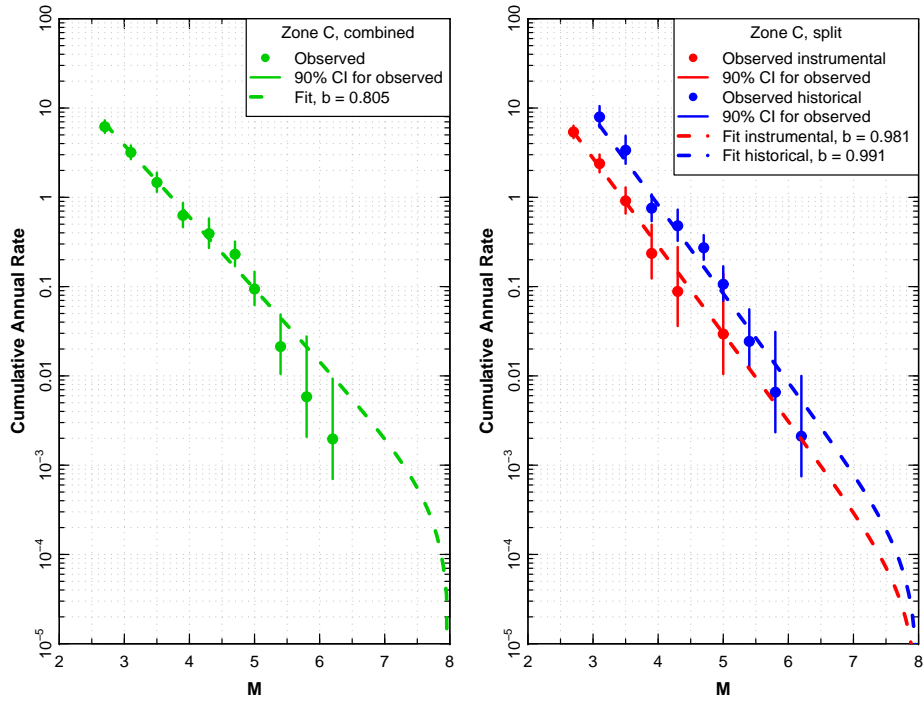 Zone C, combined
Observed
90% CI for observed
Fit, b = 0.805
100
10
1
0.1
0.01
10⁻³
10⁻⁴
10⁻⁵
Cumulative Annual Rate
2 3 4 5 6 7 8
M
Zone C, split
Observed instrumental
90% CI for observed
Observed historical
90% CI for observed
Fit instrumental, b = 0.981
Fit historical, b = 0.991
100
10
1
0.1
0.01
10⁻³
10⁻⁴
10⁻⁵
Cumulative Annual Rate
2 3 4 5 6 7 8
M